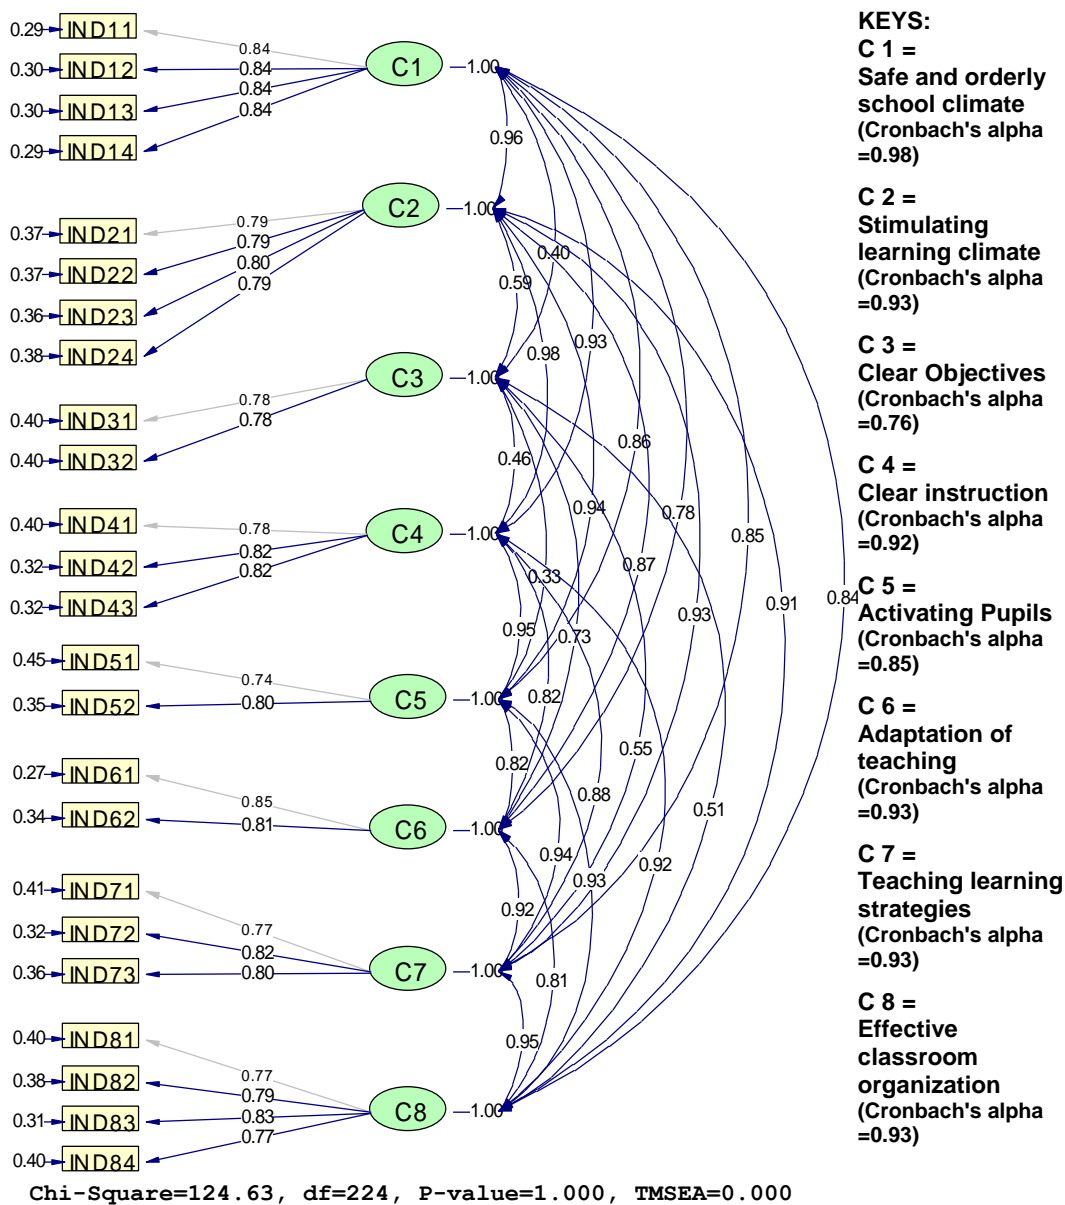 0.29 IND11
0.30 IND12
0.30 IND13
0.29 IND14
0.84
0.84
0.84
0.84
C1
1.00
0.37 IND21
0.37 IND22
0.36 IND23
0.38 IND24
0.79
0.79
0.80
0.79
C2
1.00
0.40 IND31
0.40 IND32
0.78
0.78
C3
1.00
0.40 IND41
0.32 IND42
0.32 IND43
0.78
0.82
0.82
C4
1.00
0.45 IND51
0.35 IND52
0.74
0.80
C5
1.00
0.27 IND61
0.34 IND62
0.85
0.81
C6
1.00
0.41 IND71
0.32 IND72
0.36 IND73
0.77
0.82
0.80
C7
1.00
0.40 IND81
0.38 IND82
0.31 IND83
0.40 IND84
0.77
0.79
0.83
0.77
C8
1.00
0.96
0.40
0.59
0.93
0.98
0.86
0.46
0.94
0.78
0.85
0.87
0.33
0.91
0.84
0.93
0.95
0.73
0.82
0.55
0.82
0.88
0.51
0.94
0.92
0.93
0.92
0.81
0.95
KEYS:
C 1 =
Safe and orderly
school climate
(Cronbach's alpha
=0.98)
C 2 =
Stimulating
learning climate
(Cronbach's alpha
=0.93)
C 3 =
Clear Objectives
(Cronbach's alpha
=0.76)
C 4 =
Clear instruction
(Cronbach's alpha
=0.92)
C 5 =
Activating Pupils
(Cronbach's alpha
=0.85)
C 6 =
Adaptation of
teaching
(Cronbach's alpha
=0.93)
C 7 =
Teaching learning
strategies
(Cronbach's alpha
=0.93)
C 8 =
Effective
classroom
organization
(Cronbach's alpha
=0.93)
Chi-Square=124.63, df=224, P-value=1.000, TMSEA=0.000